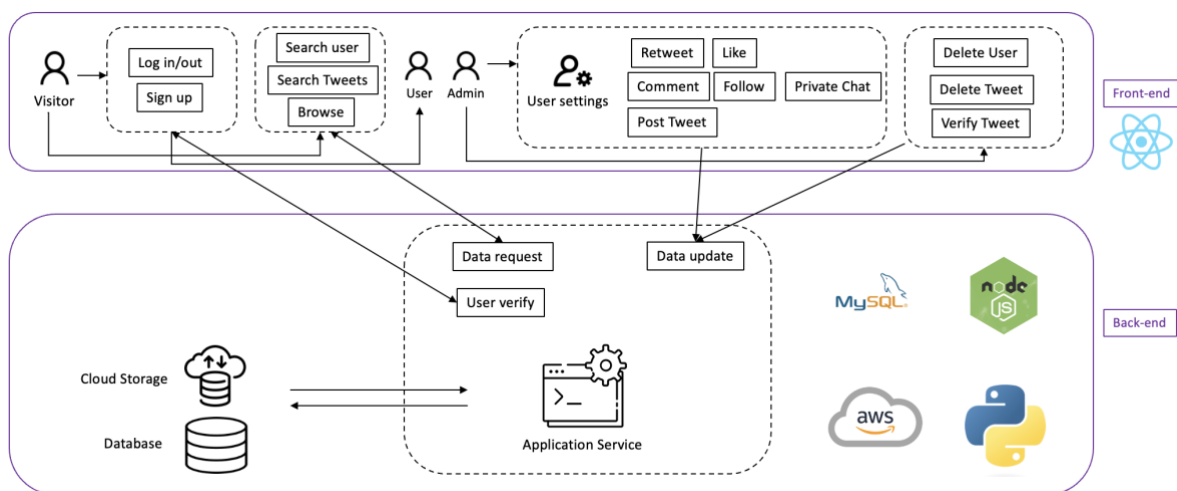 Visitor
Log in/out
Sign up
Search user
Search Tweets
Browse
User
Admin
User settings
Retweet
Like
Comment
Follow
Private Chat
Post Tweet
Delete User
Delete Tweet
Verify Tweet
Front-end
Data request
Data update
User verify
MySQL
node
JS
Back-end
Cloud Storage
Database
Application Service
aws